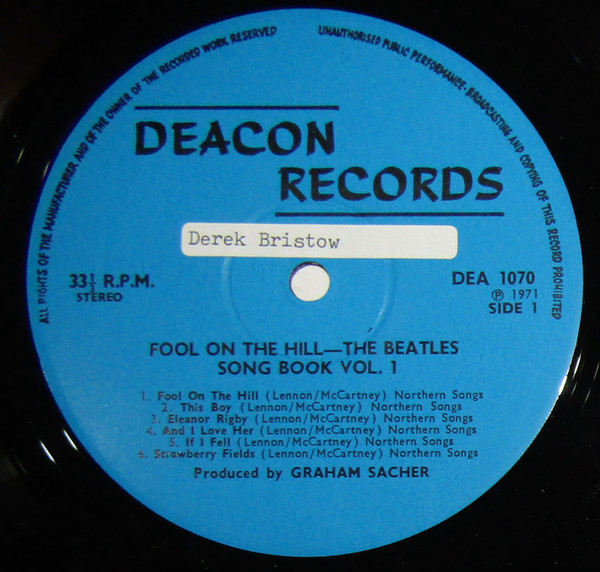 ALL RIGHTS OF THE MANUFACTURER AND OF THE OWNER OF THE RECORDED WORK RESERVED
UNAUTHORISED PUBLIC PERFORMANCE · BROADCASTING AND COPYING OF THIS RECORD PROHIBITED
DEACON
RECORDS
Derek Bristow
33⅓ R.P.M.
STEREO
DEA 1070
℗ 1971
SIDE 1
FOOL ON THE HILL—THE BEATLES
SONG BOOK VOL. 1
1. Fool On The Hill (Lennon/McCartney) Northern Songs
2. This Boy (Lennon/McCartney) Northern Songs
3. Eleanor Rigby (Lennon/McCartney) Northern Songs
4. And I Love Her (Lennon/McCartney) Northern Songs
5. If I Fell (Lennon/McCartney) Northern Songs
6. Strawberry Fields (Lennon/McCartney) Northern Songs
Produced by GRAHAM SACHER